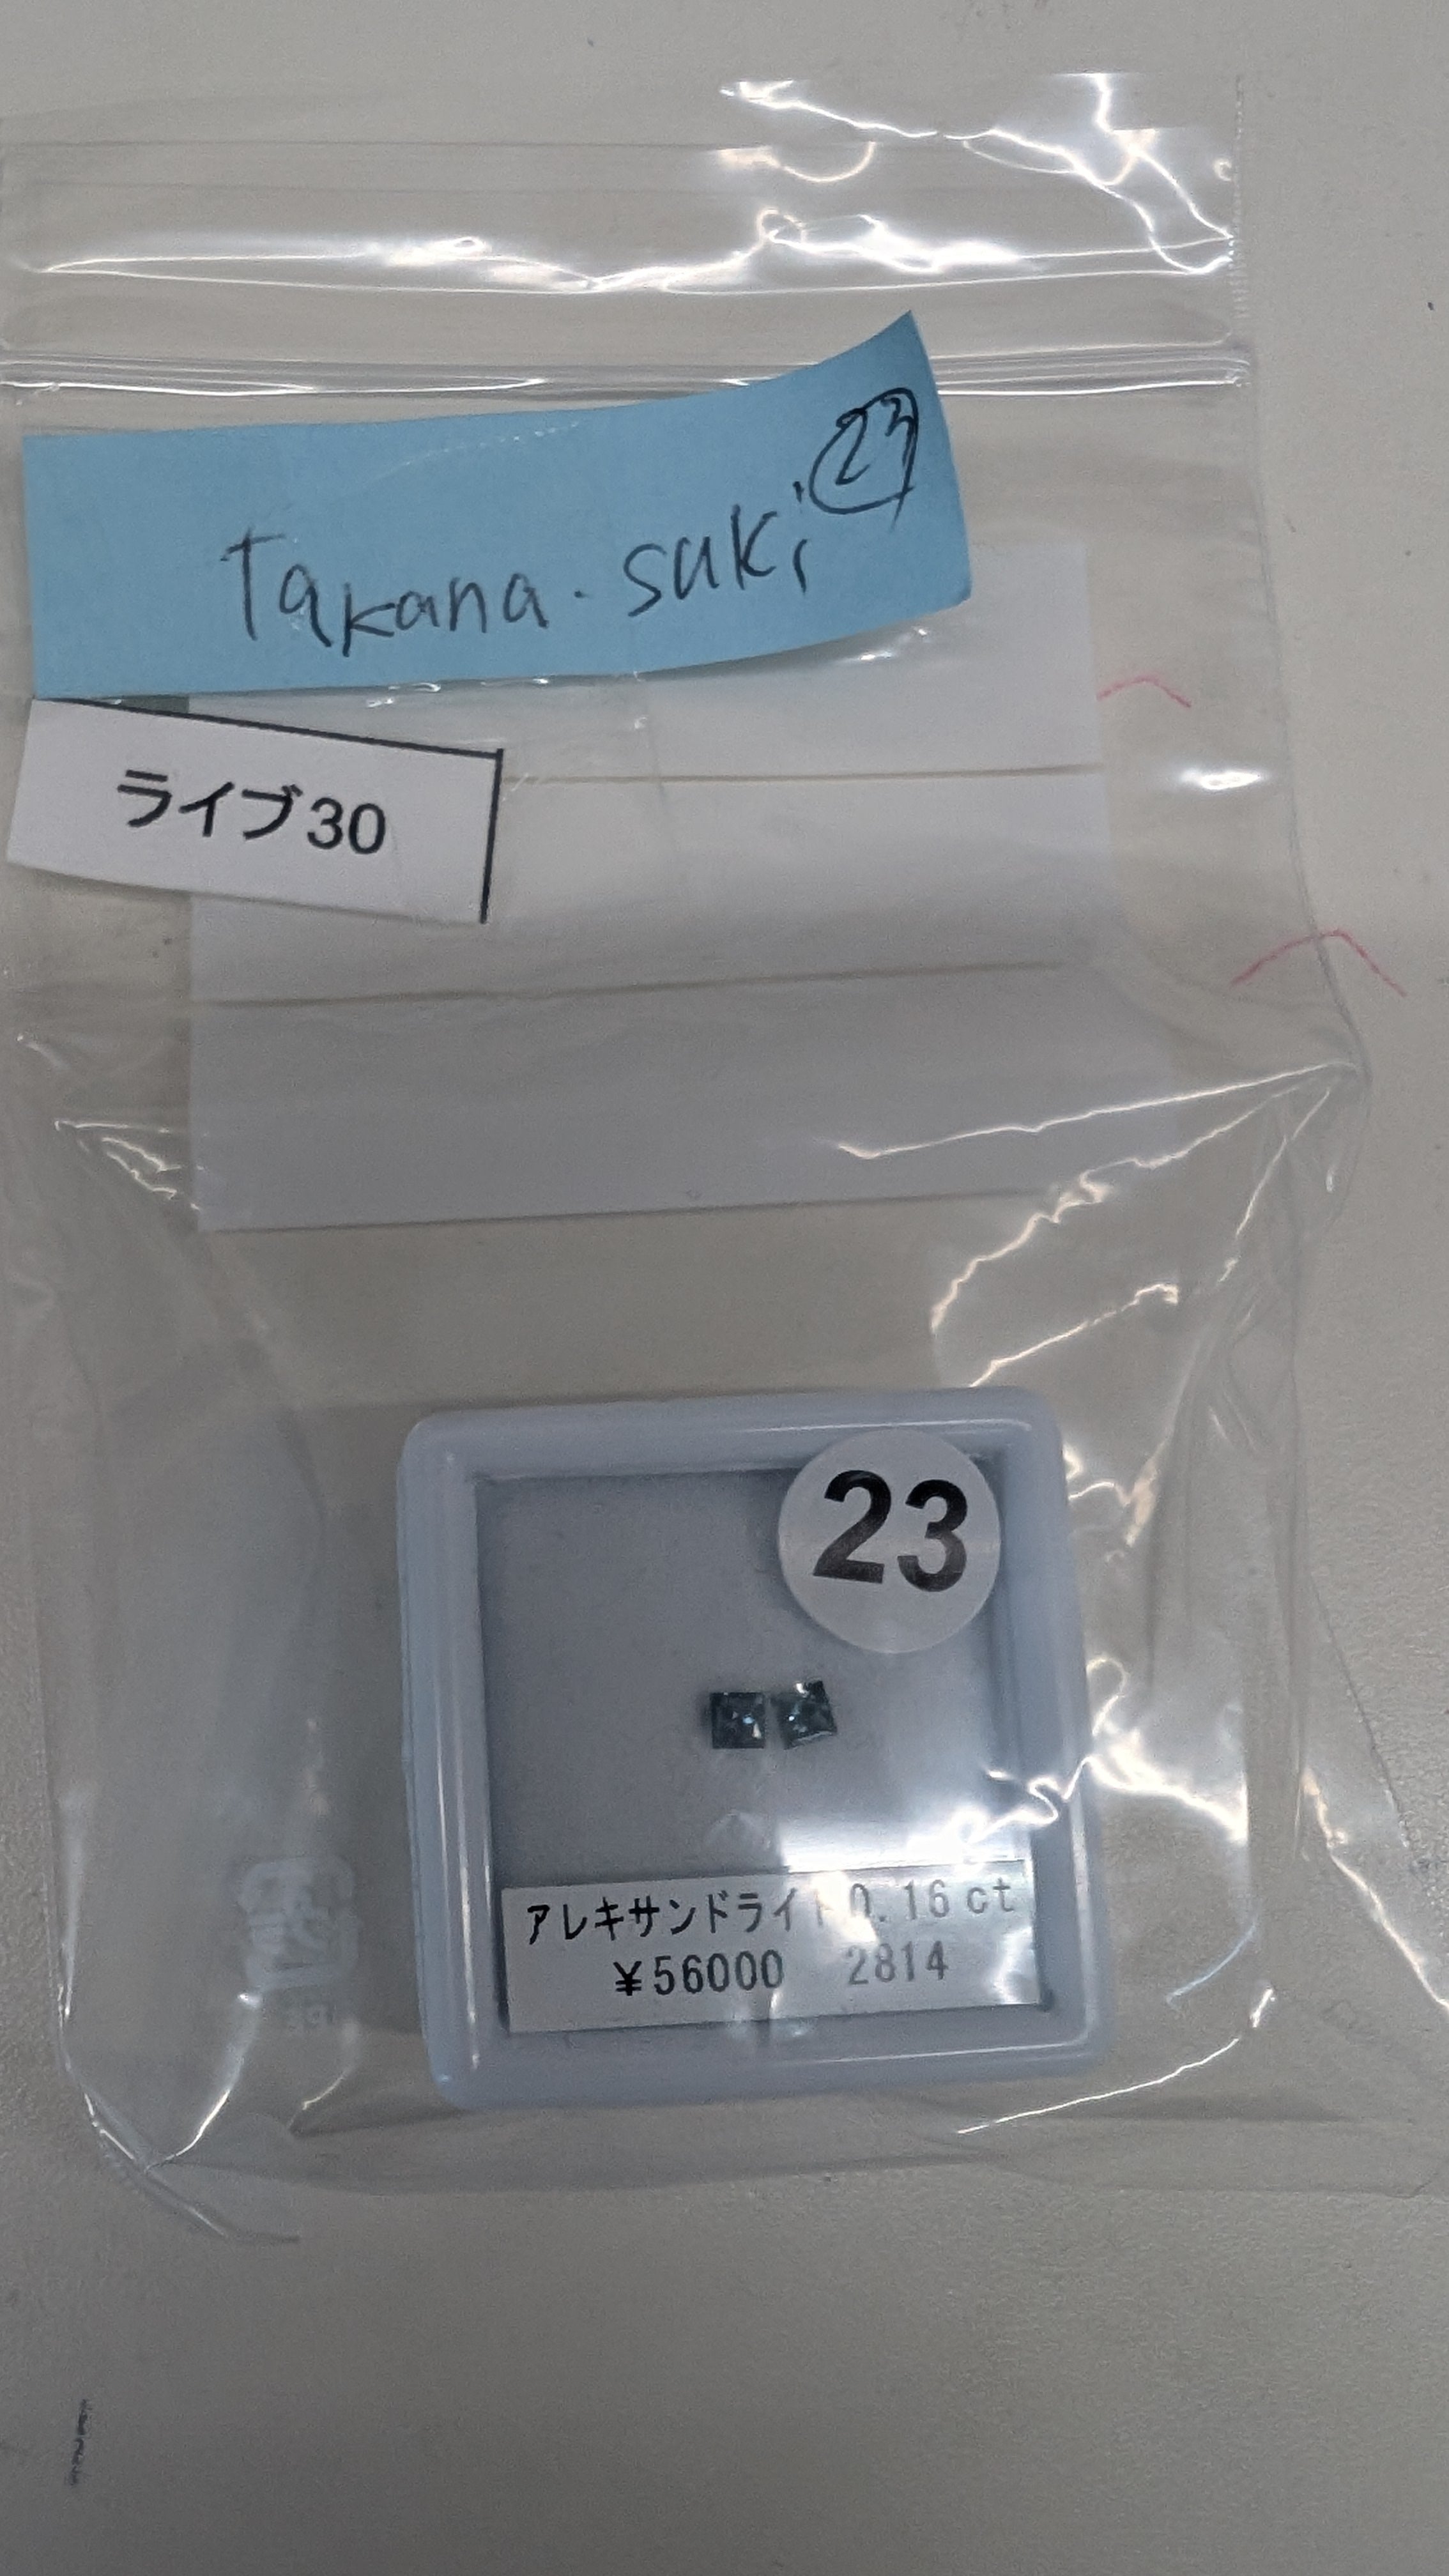 ㉓
Takana.suki
ライブ30
23
アレキサンドライト0.16ct
¥56000 2814